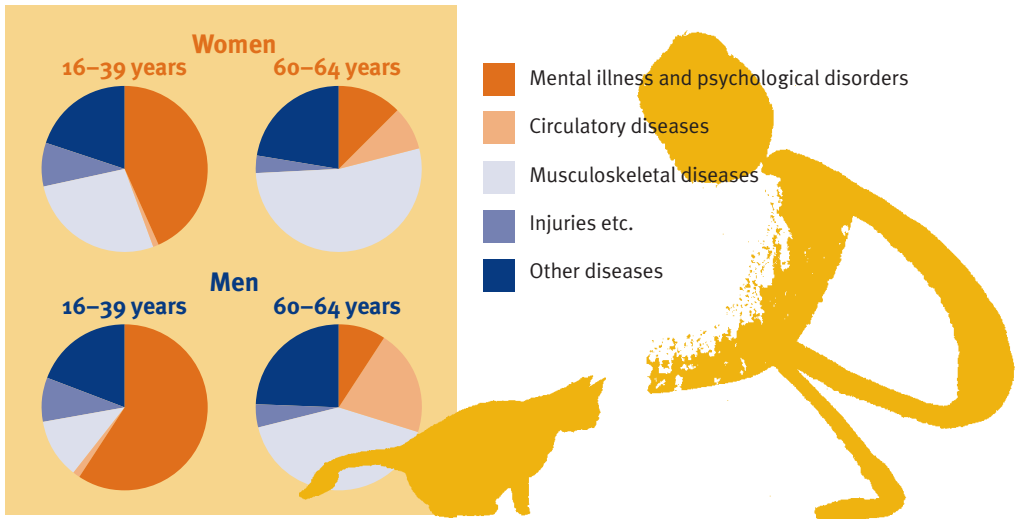 Women
16–39 years
60–64 years
Men
16–39 years
60–64 years
Mental illness and psychological disorders
Circulatory diseases
Musculoskeletal diseases
Injuries etc.
Other diseases